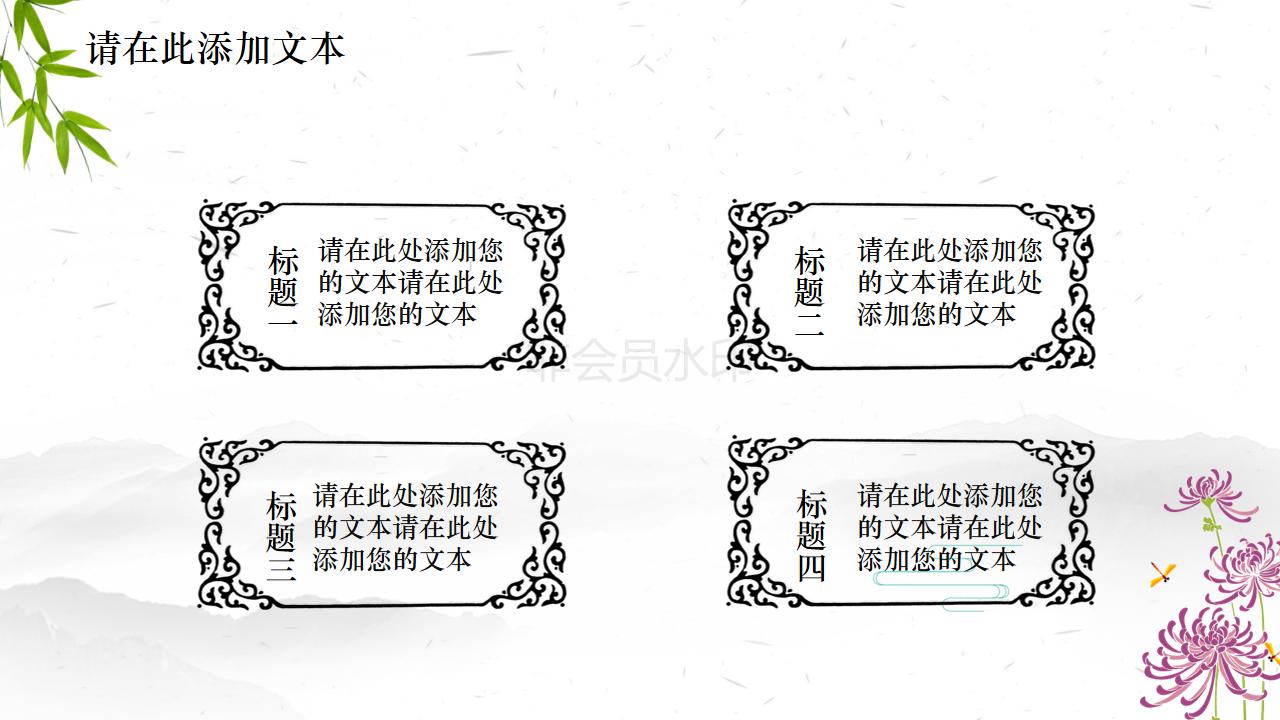 请在此添加文本
标题一
请在此处添加您
的文本请在此处
添加您的文本
标题二
请在此处添加您
的文本请在此处
添加您的文本
非会员水印
标题三
请在此处添加您
的文本请在此处
添加您的文本
标题四
请在此处添加您
的文本请在此处
添加您的文本